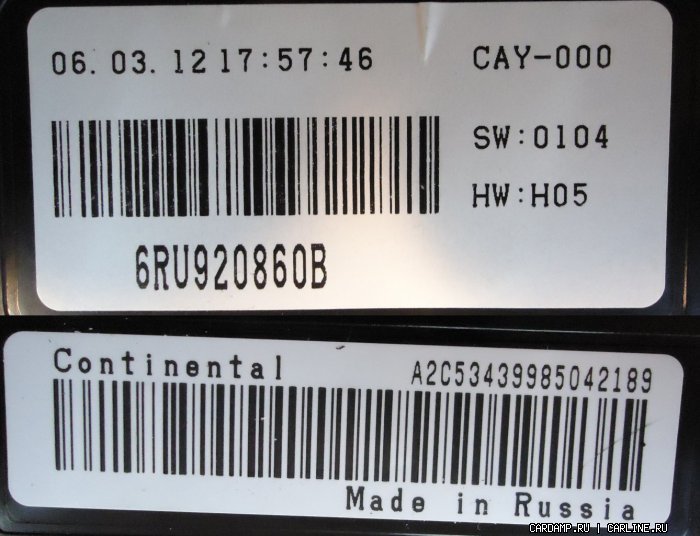 06. 03. 12 17:57:46 CAY-000
SW:0104
HW:H05
6RU920860B
Continental A2C53439985042189
Made in Russia
CARDAMP.RU | CARLINE.RU